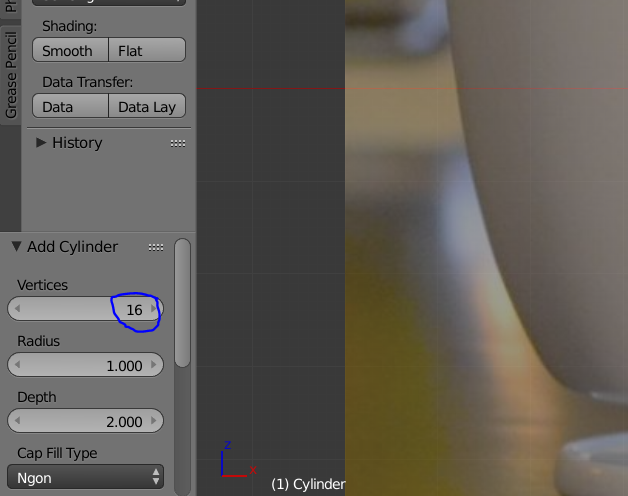 Ph
Grease Pencil
Shading:
Smooth Flat
Data Transfer:
Data Data Lay
History
Add Cylinder
Vertices
16
Radius
1.000
Depth
2.000
Cap Fill Type
Ngon
z
x
(1) Cylinder